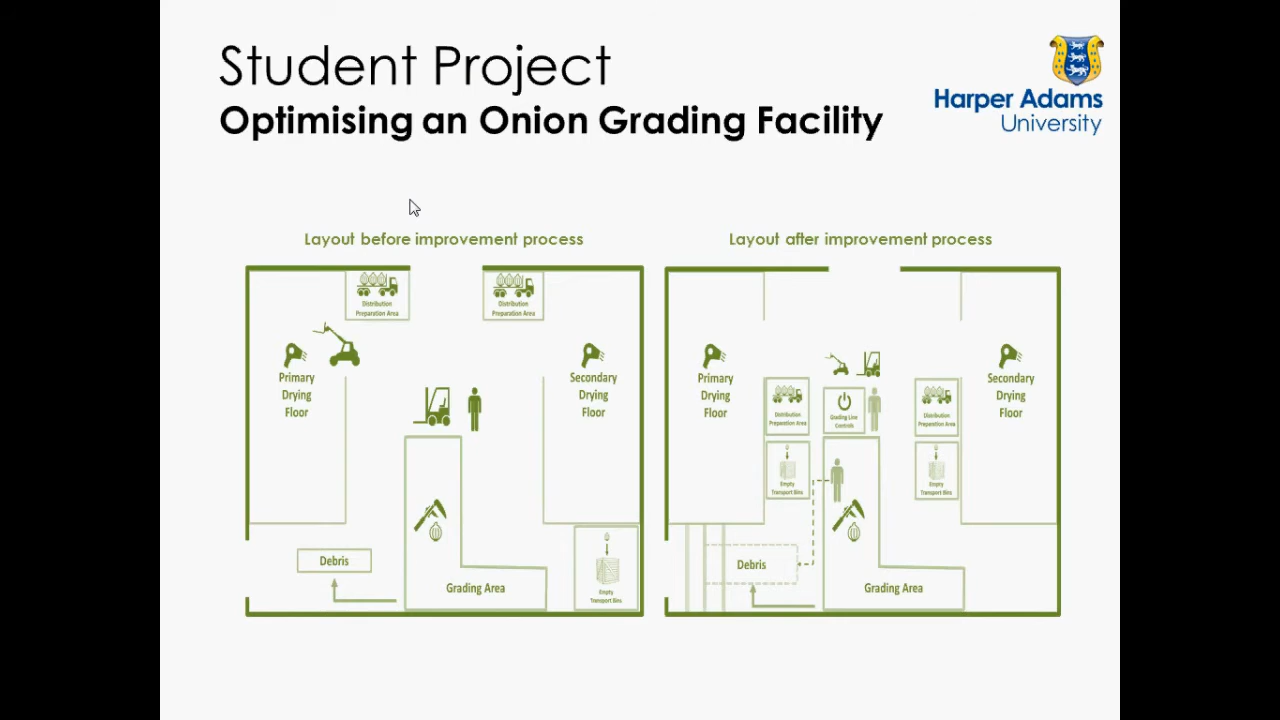 Student Project
Optimising an Onion Grading Facility
Harper Adams
University
Layout before improvement process
Distribution
Preparation Area
Distribution
Preparation Area
Primary
Drying
Floor
Secondary
Drying
Floor
Debris
Grading Area
Empty
Transport Bins
Layout after improvement process
Primary
Drying
Floor
Distribution
Preparation Area
Grading Line
Controls
Distribution
Preparation Area
Secondary
Drying
Floor
Empty
Transport Bins
Empty
Transport Bins
Debris
Grading Area